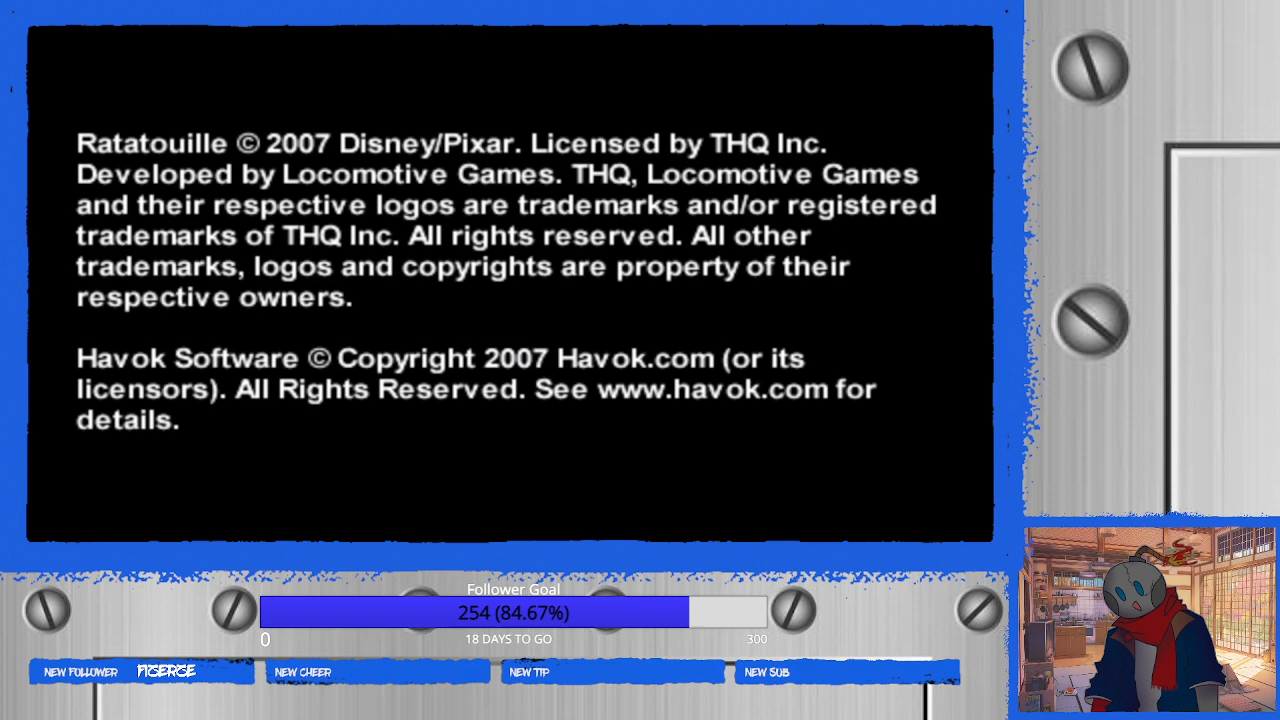 Ratatouille © 2007 Disney/Pixar. Licensed by THQ Inc.
Developed by Locomotive Games. THQ, Locomotive Games
and their respective logos are trademarks and/or registered
trademarks of THQ Inc. All rights reserved. All other
trademarks, logos and copyrights are property of their
respective owners.
Havok Software © Copyright 2007 Havok.com (or its
licensors). All Rights Reserved. See www.havok.com for
details.
Follower Goal
254 (84.67%)
0
18 DAYS TO GO
300
NEW FOLLOWER
NEW CHEER
NEW TIP
NEW SUB